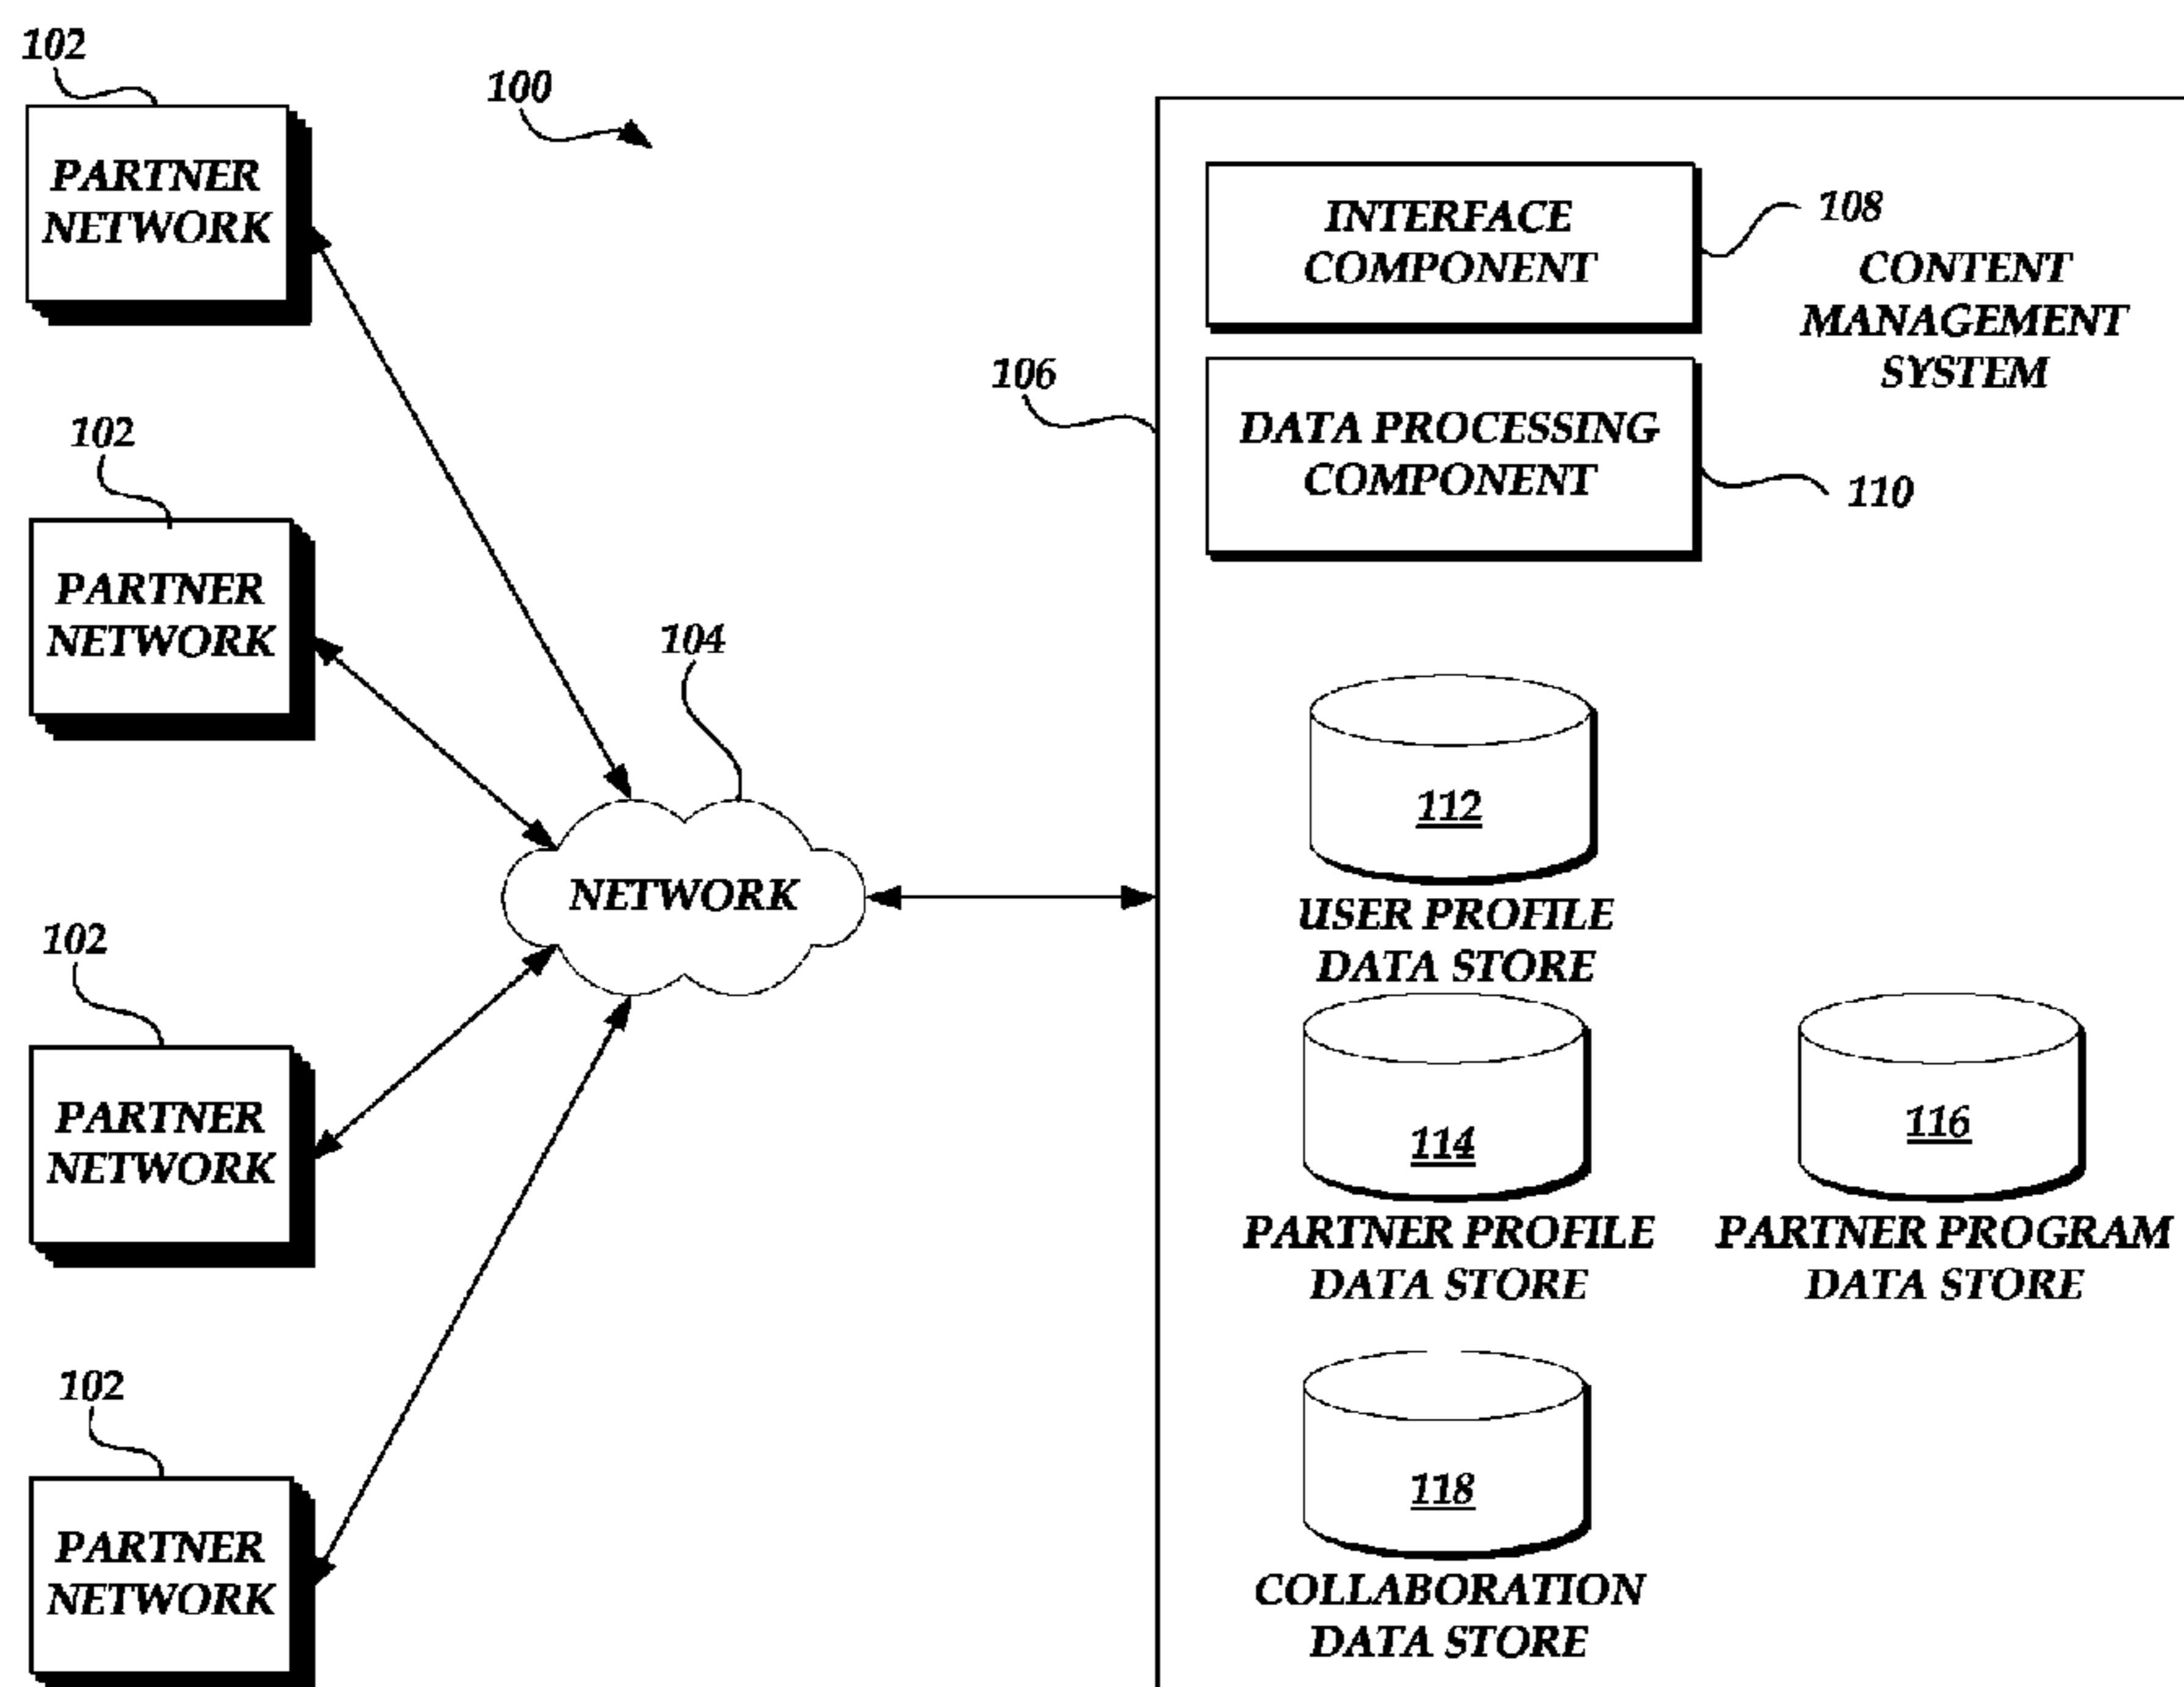 102
100
PARTNER
NETWORK
102
PARTNER
NETWORK
102
PARTNER
NETWORK
102
PARTNER
NETWORK
104
NETWORK
106
INTERFACE
COMPONENT
108
CONTENT
MANAGEMENT
SYSTEM
DATA PROCESSING
COMPONENT
110
112
USER PROFILE
DATA STORE
114
PARTNER PROFILE
DATA STORE
116
PARTNER PROGRAM
DATA STORE
118
COLLABORATION
DATA STORE